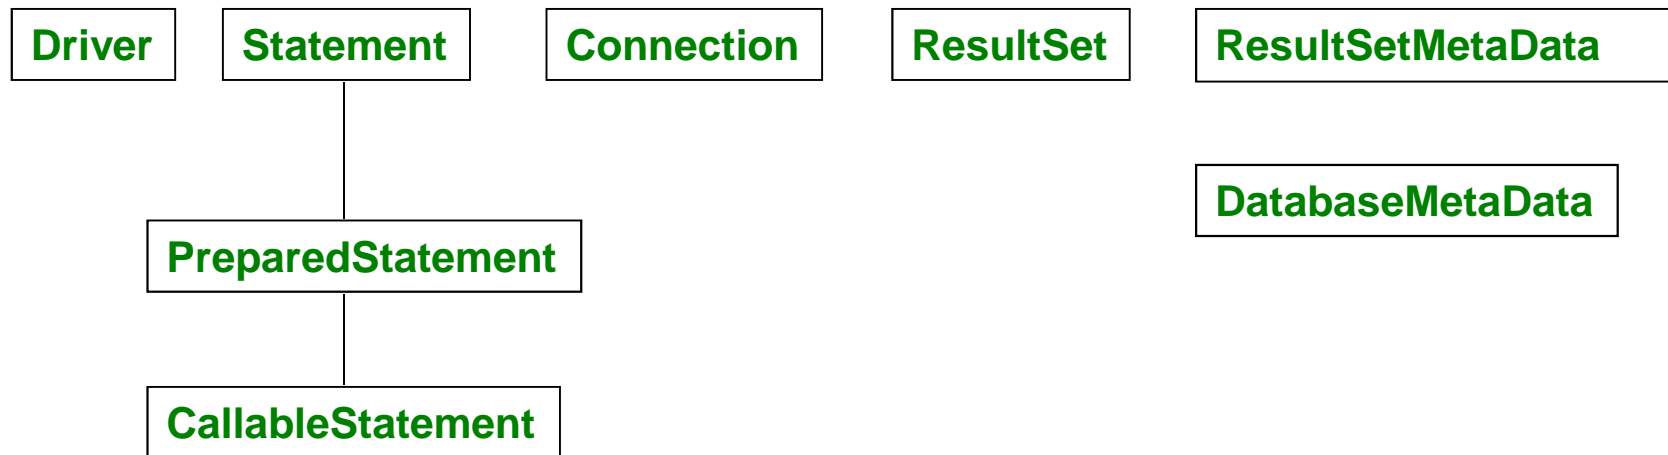 Driver
Statement
Connection
ResultSet
ResultSetMetaData
DatabaseMetaData
PreparedStatement
CallableStatement